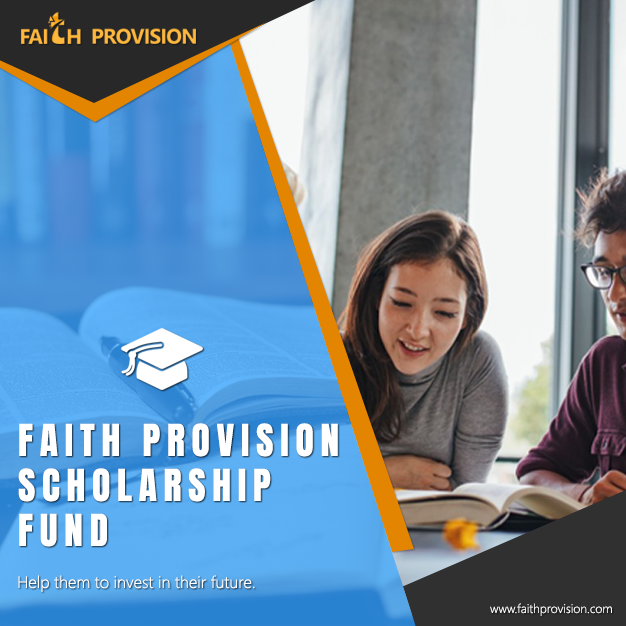 FAITH PROVISION
FAITH PROVISION
SCHOLARSHIP
FUND
Help them to invest in their future.
www.faithprovision.com